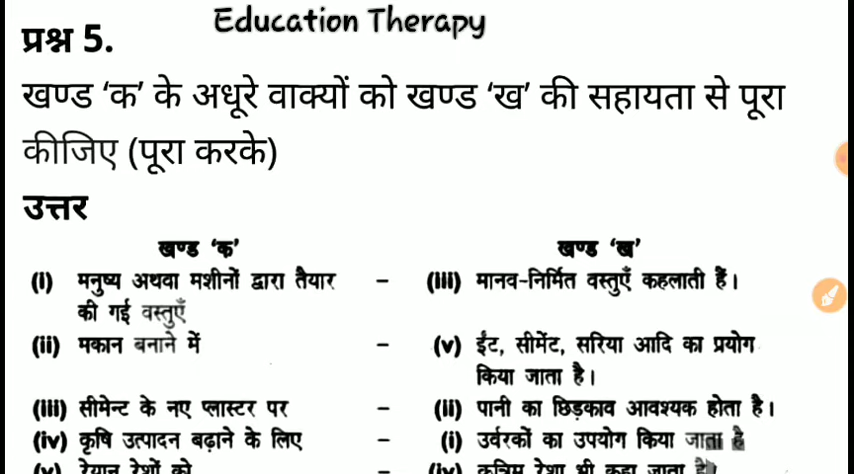 Education Therapy
प्रश्न 5.
खण्ड ‘क’ के अधूरे वाक्यों को खण्ड ‘ख’ की सहायता से पूरा
कीजिए (पूरा करके)
उत्तर
खण्ड ‘क’ खण्ड ‘ख’
(i) मनुष्य अथवा मशीनों द्वारा तैयार – (iii) मानव-निर्मित वस्तुएँ कहलाती हैं।
की गई वस्तुएँ
(ii) मकान बनाने में – (v) ईंट, सीमेंट, सरिया आदि का प्रयोग
किया जाता है।
(iii) सीमेन्ट के नए प्लास्टर पर – (ii) पानी का छिड़काव आवश्यक होता है।
(iv) कृषि उत्पादन बढ़ाने के लिए – (i) उर्वरकों का उपयोग किया जाता है
(v) रेयान रेशों को – (iv) कृत्रिम रेशा भी कहा जाता है।